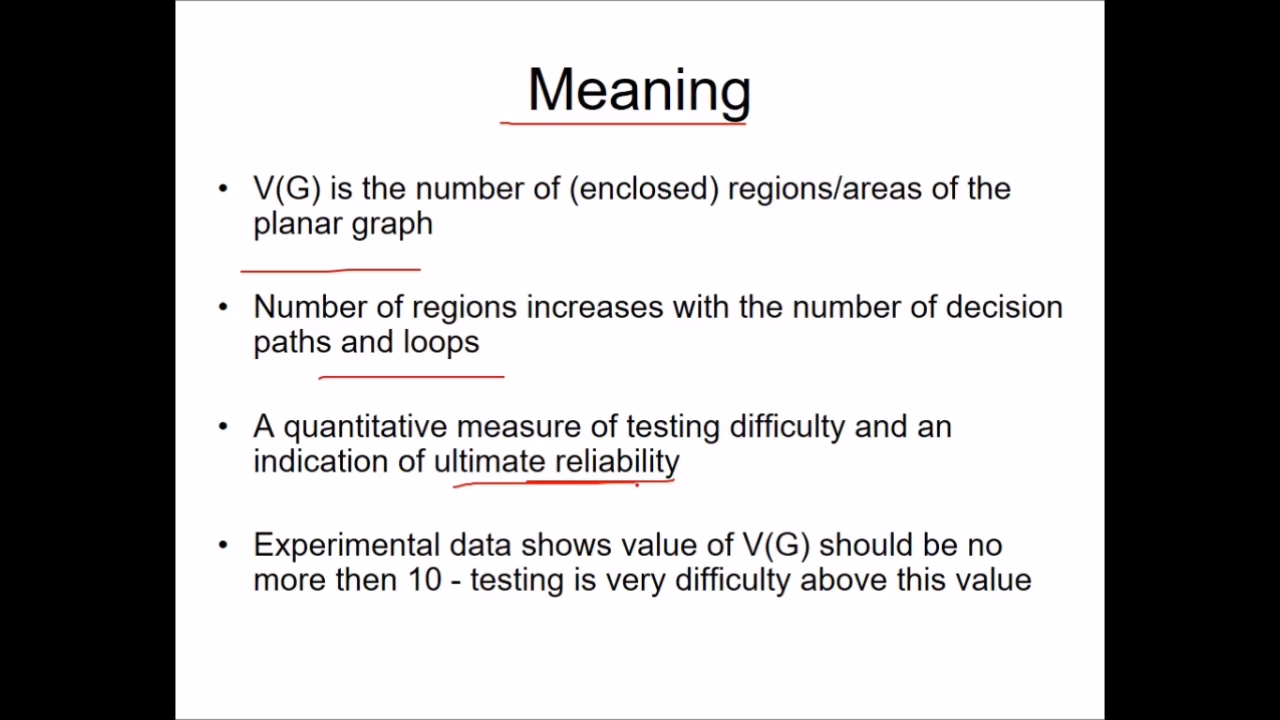 Meaning
• V(G) is the number of (enclosed) regions/areas of the
planar graph
• Number of regions increases with the number of decision
paths and loops
• A quantitative measure of testing difficulty and an
indication of ultimate reliability
• Experimental data shows value of V(G) should be no
more then 10 - testing is very difficulty above this value